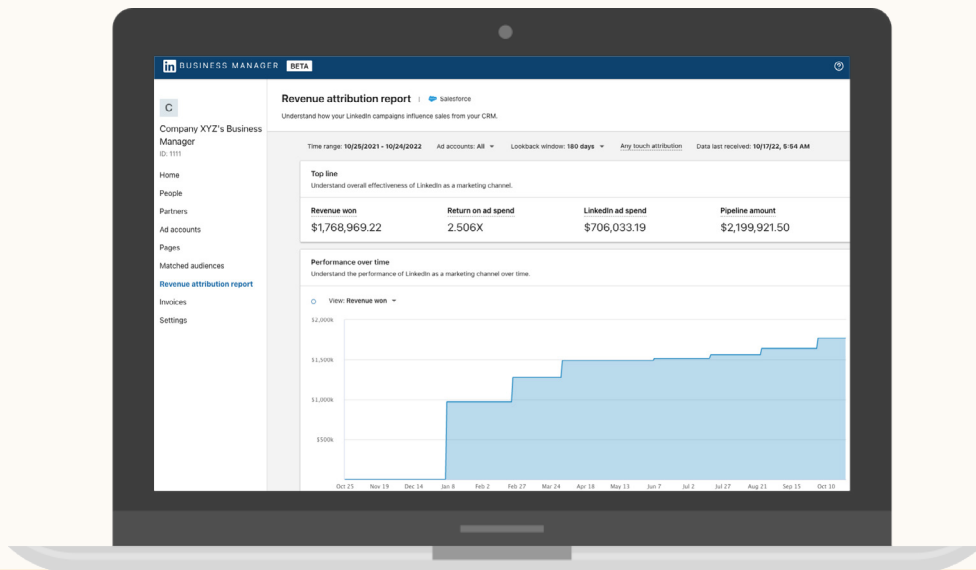 in BUSINESS MANAGER BETA
C
Company XYZ's Business
Manager
ID: 1111
Home
People
Partners
Ad accounts
Pages
Matched audiences
Revenue attribution report
Invoices
Settings
Revenue attribution report | Salesforce
Understand how your LinkedIn campaigns influence sales from your CRM.
Time range: 10/25/2021 - 10/24/2022 Ad accounts: All Lookback window: 180 days Any touch attribution Data last received: 10/17/22, 5:54 AM
Top line
Understand overall effectiveness of LinkedIn as a marketing channel.
Revenue won Return on ad spend LinkedIn ad spend Pipeline amount
$1,768,969.22 2.506X $706,033.19 $2,199,921.50
Performance over time
Understand the performance of LinkedIn as a marketing channel over time.
View: Revenue won
$2,000k
$1,500k
$1,000k
$500k
Oct 25 Nov 19 Dec 14 Jan 8 Feb 2 Feb 27 Mar 24 Apr 18 May 13 Jun 7 Jul 2 Jul 27 Aug 21 Sep 15 Oct 10